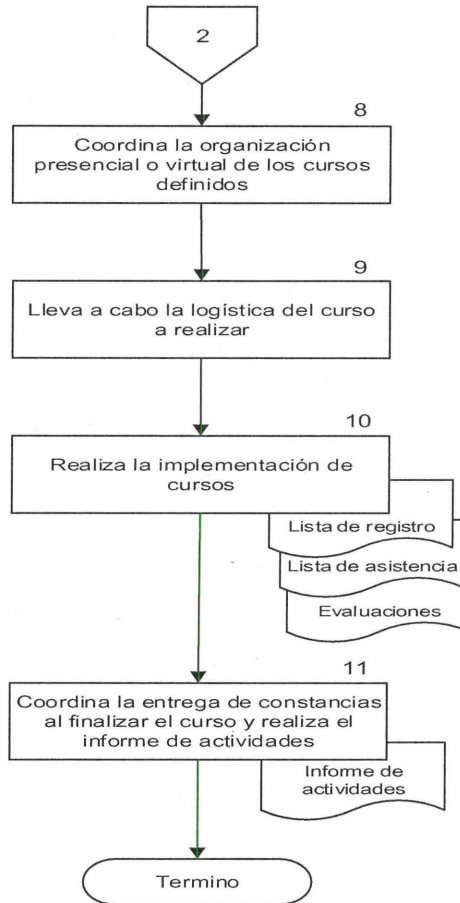 2
8
Coordina la organización
presencial o virtual de los cursos
definidos
9
Lleva a cabo la logística del curso
a realizar
10
Realiza la implementación de
cursos
Lista de registro
Lista de asistencia
Evaluaciones
11
Coordina la entrega de constancias
al finalizar el curso y realiza el
informe de actividades
Informe de
actividades
Termino